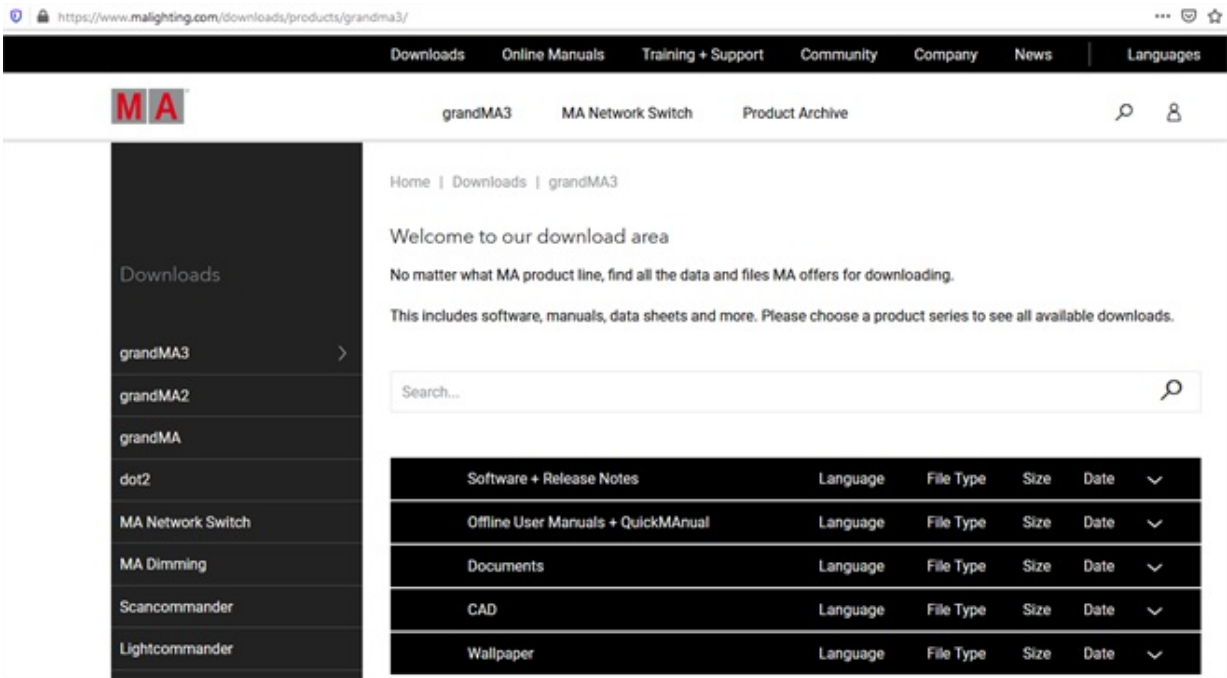 https://www.malighting.com/downloads/products/grandma3/
Downloads Online Manuals Training + Support Community Company News Languages
MA
grandMA3 MA Network Switch Product Archive
Home | Downloads | grandMA3
Welcome to our download area
No matter what MA product line, find all the data and files MA offers for downloading.
This includes software, manuals, data sheets and more. Please choose a product series to see all available downloads.
Search...
Downloads
grandMA3
grandMA2
grandMA
dot2
MA Network Switch
MA Dimming
Scancommander
Lightcommander
Software + Release Notes Language File Type Size Date
Offline User Manuals + QuickMAnual Language File Type Size Date
Documents Language File Type Size Date
CAD Language File Type Size Date
Wallpaper Language File Type Size Date